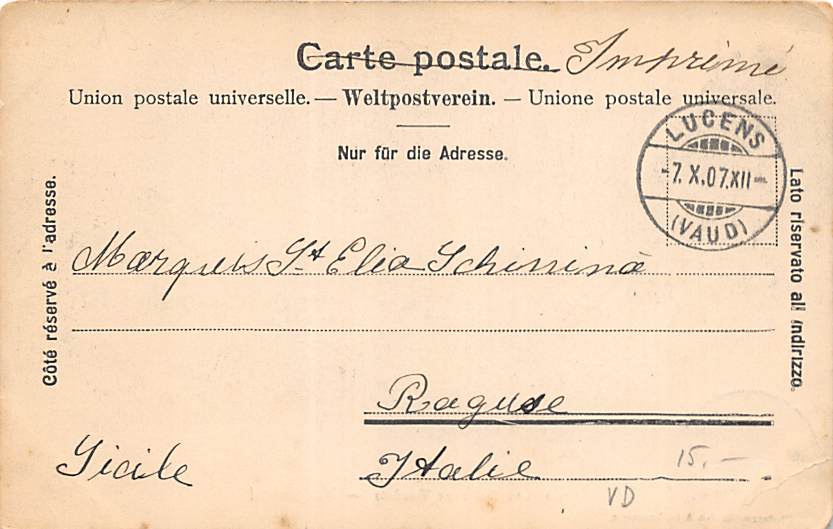 Carte postale. Imprimé
Union postale universelle. — Weltpostverein. — Unione postale universale.
Nur für die Adresse.
LUCENS
-7. X. 07. XII-
(VAUD)
Côté réservé à l'adresse.
Lato riservato all indirizzo.
Marquis St Elia Schininà
Raguse
Sicile Italie
15.-
VD